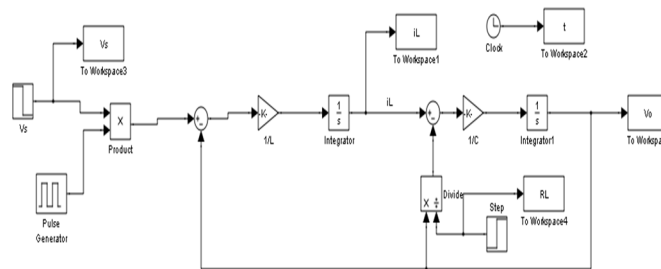 Vs
To Workspace3
iL
To Workspace1
Clock
t
To Workspace2
Vs
X
Product
+
-
-K-
1/L
1
s
Integrator
iL
+
-
-K-
1/C
1
s
Integrator1
Vo
To Workspac
Pulse
Generator
X ÷
Divide
Step
RL
To Workspace4